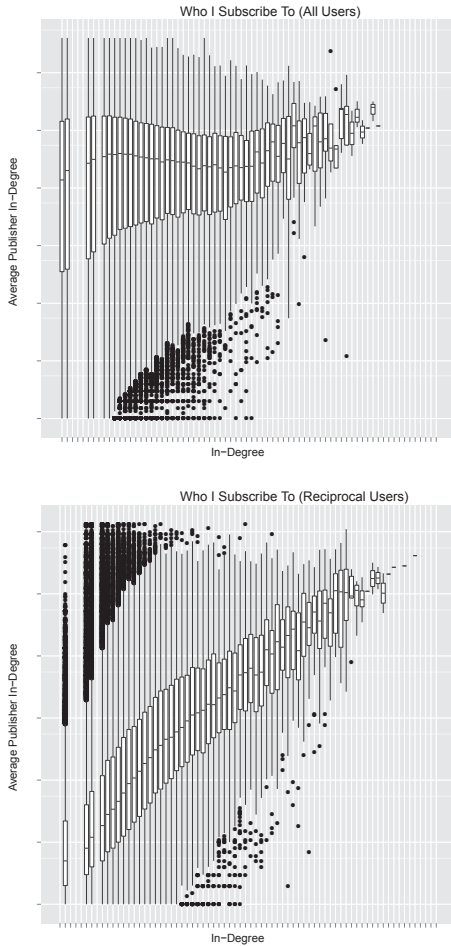 Who I Subscribe To (All Users)
Average Publisher In−Degree
In−Degree
Who I Subscribe To (Reciprocal Users)
Average Publisher In−Degree
In−Degree